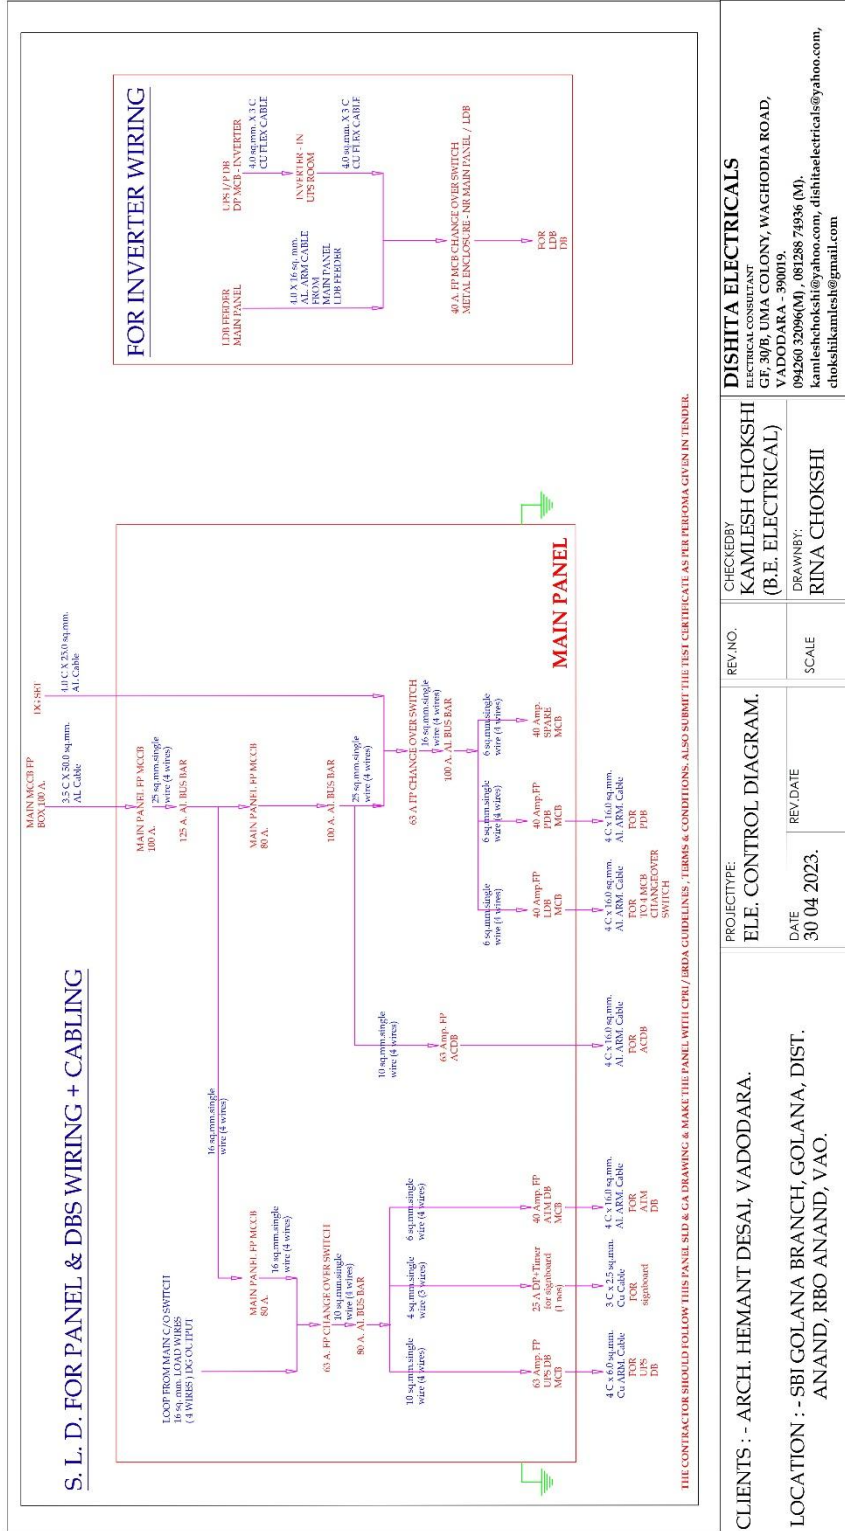 S. L. D. FOR PANEL & DBS WIRING + CABLING
MAIN MCCB FP
BOX 100 A.
3.5 C X 50.0 sq.mm.
AL Cable
DG SET
4.0 C X 25.0 sq.mm.
Al. Cable
MAIN PANEL FP MCCB
100 A.
25 sq.mm.single
wire (4 wires)
125 A. Al. BUS BAR
MAIN PANEL FP MCCB
80 A.
100 A. Al. BUS BAR
25 sq.mm.single
wire (4 wires)
63 A FP CHANGE OVER SWITCH
16 sq.mm.single
wire (4 wires)
100 A. Al. BUS BAR
6 sq.mm.single
wire (4 wires)
6 sq.mm.single
wire (4 wires)
6 sq.mm.single
wire (4 wires)
40 Amp.FP
LDB
MCB
40 Amp.FP
PDB
MCB
40 Amp.
SPARE
MCB
4 C x 16.0 sq.mm.
Al. ARM. Cable
FOR
TO 4 MCB
CHANGEOVER
SWITCH
4 C x 16.0 sq.mm.
Al. ARM. Cable
FOR
PDB
10 sq.mm.single
wire (4 wires)
63 Amp. FP
ACDB
4 C x 16.0 sq.mm.
Al. ARM. Cable
FOR
ACDB
16 sq.mm.single
wire (4 wires)
LOOP FROM MAIN C/O SWITCH
16 sq. mm. LOAD WIRES
( 4 WIRES ) DG OUTPUT
MAIN PANEL FP MCCB
80 A.
16 sq.mm.single
wire (4 wires)
63 A. FP CHANGE OVER SWITCH
10 sq.mm.single
wire (4 wires)
80 A. Al. BUS BAR
10 sq.mm.single
wire (4 wires)
4 sq.mm.single
wire (3 wires)
6 sq.mm.single
wire (4 wires)
63 Amp. FP
UPS DB
MCB
25 A DP+Timer
for signboard
(1 nos)
40 Amp. FP
ATM DB
MCB
4 C x 6.0 sq.mm.
Cu ARM. Cable
FOR
UPS
DB
3 C x 2.5 sq.mm.
Cu Cable
FOR
signboard
4 C x 16.0 sq.mm.
Al. ARM. Cable
FOR
ATM
DB
MAIN PANEL
FOR INVERTER WIRING
LDB FEEDER
MAIN PANEL
4.0 X 16 sq. mm.
AL. ARM CABLE
FROM
MAIN PANEL
LDB FEEDER
UPS I/P DB
DP MCB - INVERTER
4.0 sq.mm. X 3 C
CU FLEX CABLE
INVERTER - IN
UPS ROOM
4.0 sq.mm. X 3 C
CU FLEX CABLE
40 A. FP MCB CHANGE OVER SWITCH
METAL ENCLOSURE - NR MAIN PANEL / LDB
FOR
LDB
DB
THE CONTRACTOR SHOULD FOLLOW THIS PANEL SLD & GA DRAWING & MAKE THE PANEL WITH CPRI/ ERDA GUIDELINES , TERMS & CONDITIONS. ALSO SUBMIT THE TEST CERTIFICATE AS PER PERFOMA GIVEN IN TENDER.
CLIENTS : - ARCH. HEMANT DESAI, VADODARA.
LOCATION : - SBI GOLANA BRANCH, GOLANA, DIST.
ANAND, RBO ANAND, VAO.
PROJECTTYPE:
ELE. CONTROL DIAGRAM.
DATE
30 04 2023.
REV.DATE
REV.NO.
SCALE
CHECKEDBY
KAMLESH CHOKSHI
(B.E. ELECTRICAL)
DRAWNBY:
RINA CHOKSHI
DISHITA ELECTRICALS
ELECTRICAL CONSULTANT
GF, 30/B, UMA COLONY, WAGHODIA ROAD,
VADODARA - 390019.
094260 32096(M) , 081288 74936 (M).
kamleshchokshi@yahoo.com, dishitaelectricals@yahoo.com,
chokshikamlesh@gmail.com